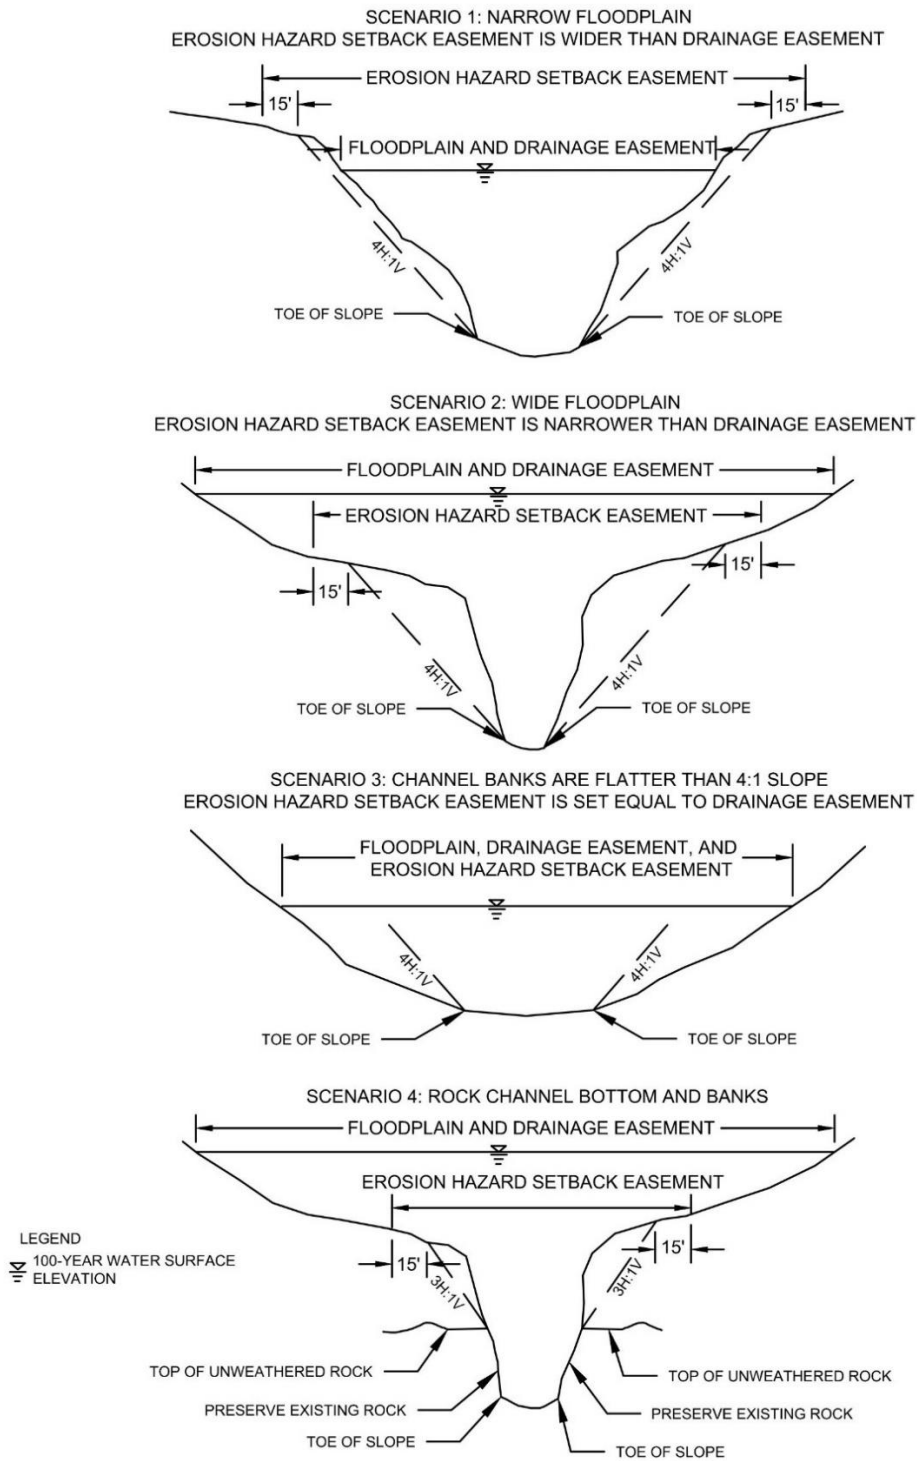 SCENARIO 1: NARROW FLOODPLAIN
EROSION HAZARD SETBACK EASEMENT IS WIDER THAN DRAINAGE EASEMENT
EROSION HAZARD SETBACK EASEMENT
15'
15'
FLOODPLAIN AND DRAINAGE EASEMENT
4H:1V
4H:1V
TOE OF SLOPE
TOE OF SLOPE
SCENARIO 2: WIDE FLOODPLAIN
EROSION HAZARD SETBACK EASEMENT IS NARROWER THAN DRAINAGE EASEMENT
FLOODPLAIN AND DRAINAGE EASEMENT
EROSION HAZARD SETBACK EASEMENT
15'
15'
4H:1V
4H:1V
TOE OF SLOPE
TOE OF SLOPE
SCENARIO 3: CHANNEL BANKS ARE FLATTER THAN 4:1 SLOPE
EROSION HAZARD SETBACK EASEMENT IS SET EQUAL TO DRAINAGE EASEMENT
FLOODPLAIN, DRAINAGE EASEMENT, AND
EROSION HAZARD SETBACK EASEMENT
4H:1V
4H:1V
TOE OF SLOPE
TOE OF SLOPE
SCENARIO 4: ROCK CHANNEL BOTTOM AND BANKS
FLOODPLAIN AND DRAINAGE EASEMENT
EROSION HAZARD SETBACK EASEMENT
15'
15'
3H:1V
3H:1V
TOP OF UNWEATHERED ROCK
TOP OF UNWEATHERED ROCK
PRESERVE EXISTING ROCK
PRESERVE EXISTING ROCK
TOE OF SLOPE
TOE OF SLOPE
LEGEND
100-YEAR WATER SURFACE
ELEVATION